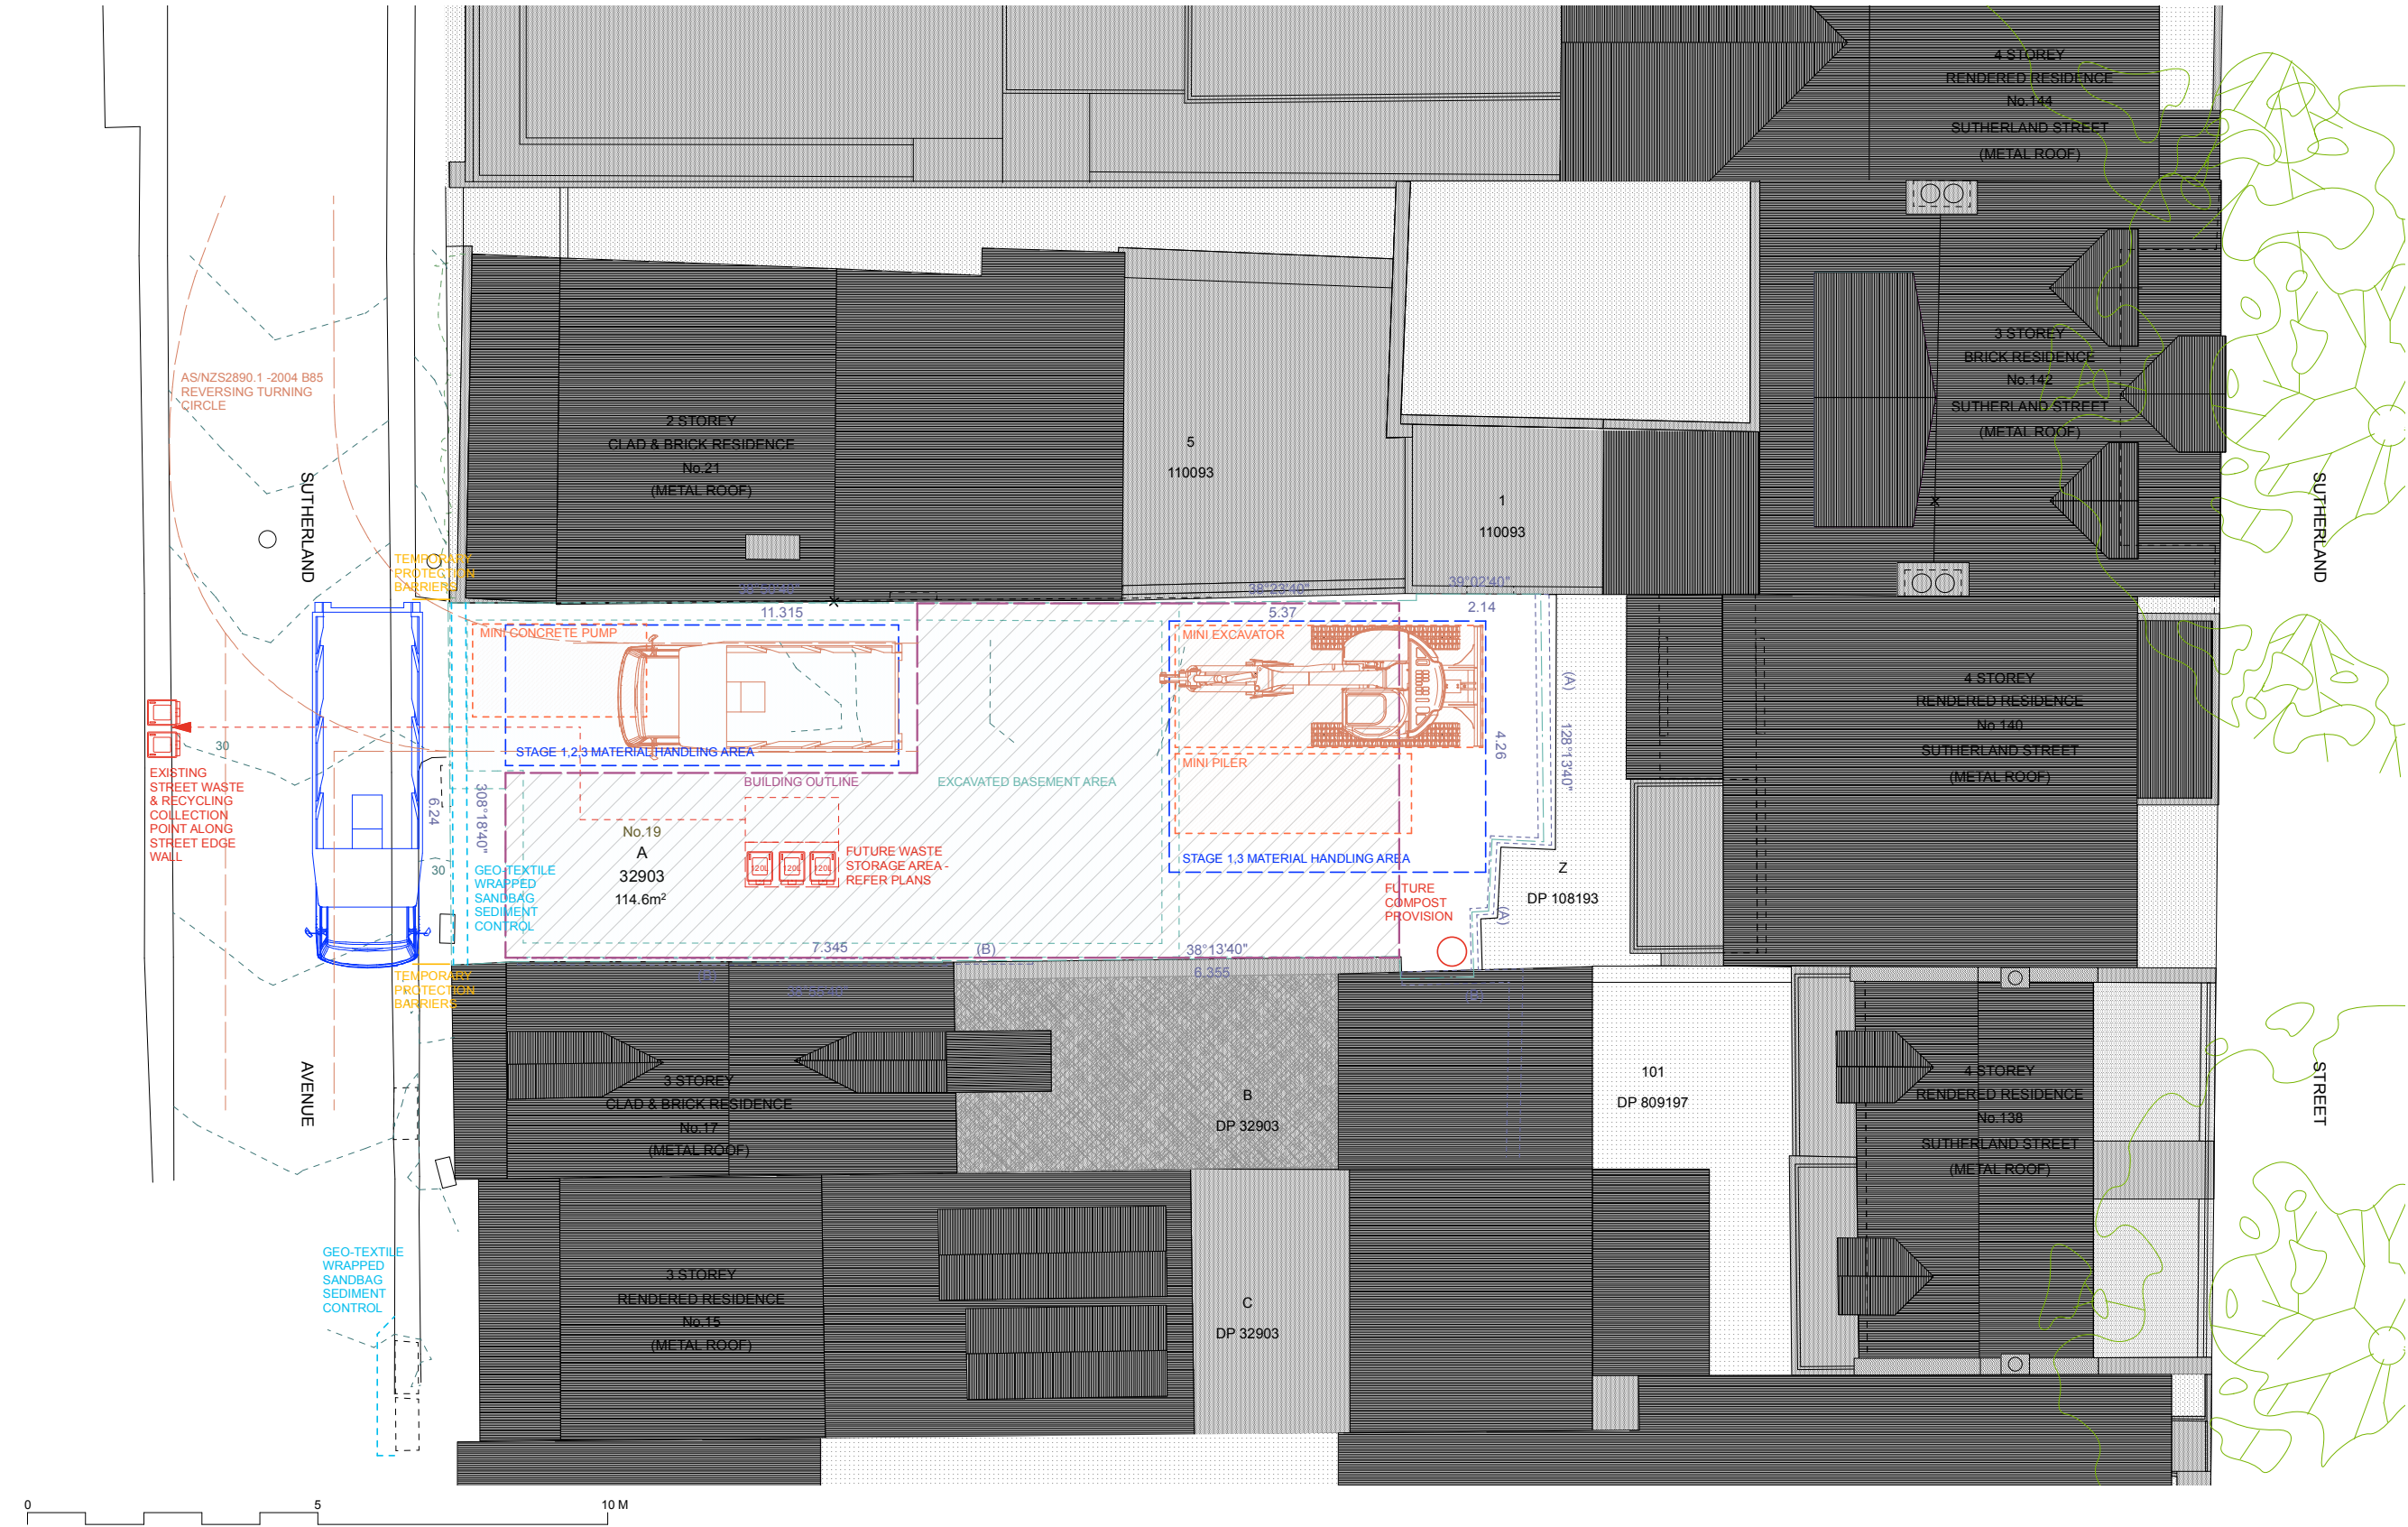 4 STOREY
RENDERED RESIDENCE
No.144
SUTHERLAND STREET
(METAL ROOF)
3 STOREY
BRICK RESIDENCE
No.142
SUTHERLAND STREET
(METAL ROOF)
AS/NZS2890.1 -2004 B85
REVERSING TURNING
CIRCLE
2 STOREY
CLAD & BRICK RESIDENCE
No.21
(METAL ROOF)
5
110093
1
110093
SUTHERLAND
SUTHERLAND
TEMPORARY
PROTECTION
BARRIERS
38°23'40"
39°02'40"
11.315
5.37
2.14
MINI CONCRETE PUMP
MINI EXCAVATOR
(A)
128°13'40"
4.26
4 STOREY
RENDERED RESIDENCE
No.140
SUTHERLAND STREET
(METAL ROOF)
30
STAGE 1,2,3 MATERIAL HANDLING AREA
MINI PILER
BUILDING OUTLINE
EXCAVATED BASEMENT AREA
EXISTING
STREET WASTE
& RECYCLING
COLLECTION
POINT ALONG
STREET EDGE
WALL
6.24
308°18'40"
No.19
A
32903
114.6m²
120L
120L
120L
FUTURE WASTE
STORAGE AREA -
REFER PLANS
STAGE 1,3 MATERIAL HANDLING AREA
30
GEO-TEXTILE
WRAPPED
SANDBAG
SEDIMENT
CONTROL
FUTURE
COMPOST
PROVISION
(A)
Z
DP 108193
7.345
(B)
38°13'40"
6.355
TEMPORARY
PROTECTION
BARRIERS
(B)
(B)
AVENUE
3 STOREY
CLAD & BRICK RESIDENCE
No.17
(METAL ROOF)
B
DP 32903
101
DP 809197
4 STOREY
RENDERED RESIDENCE
No.138
SUTHERLAND STREET
(METAL ROOF)
STREET
GEO-TEXTILE
WRAPPED
SANDBAG
SEDIMENT
CONTROL
3 STOREY
RENDERED RESIDENCE
No.15
(METAL ROOF)
C
DP 32903
0
5
10 M